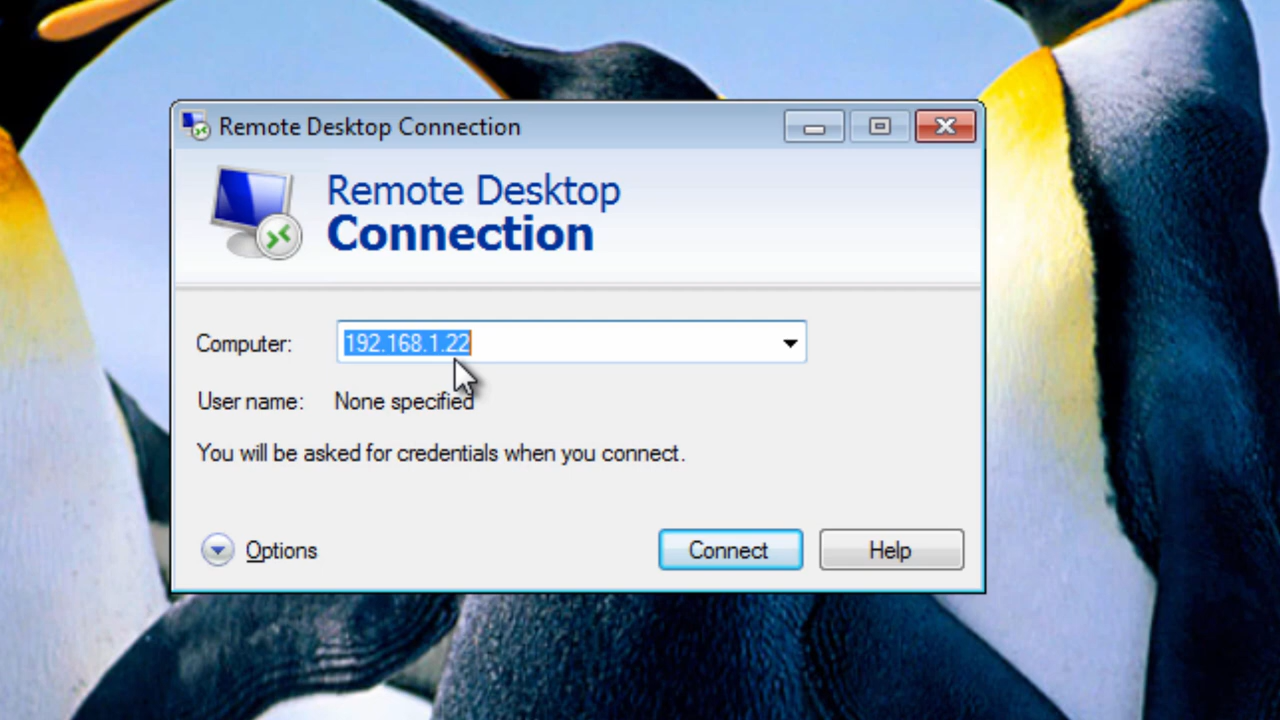 Remote Desktop Connection
Remote Desktop
Connection
Computer: 192.168.1.22
User name: None specified
You will be asked for credentials when you connect.
Options Connect Help